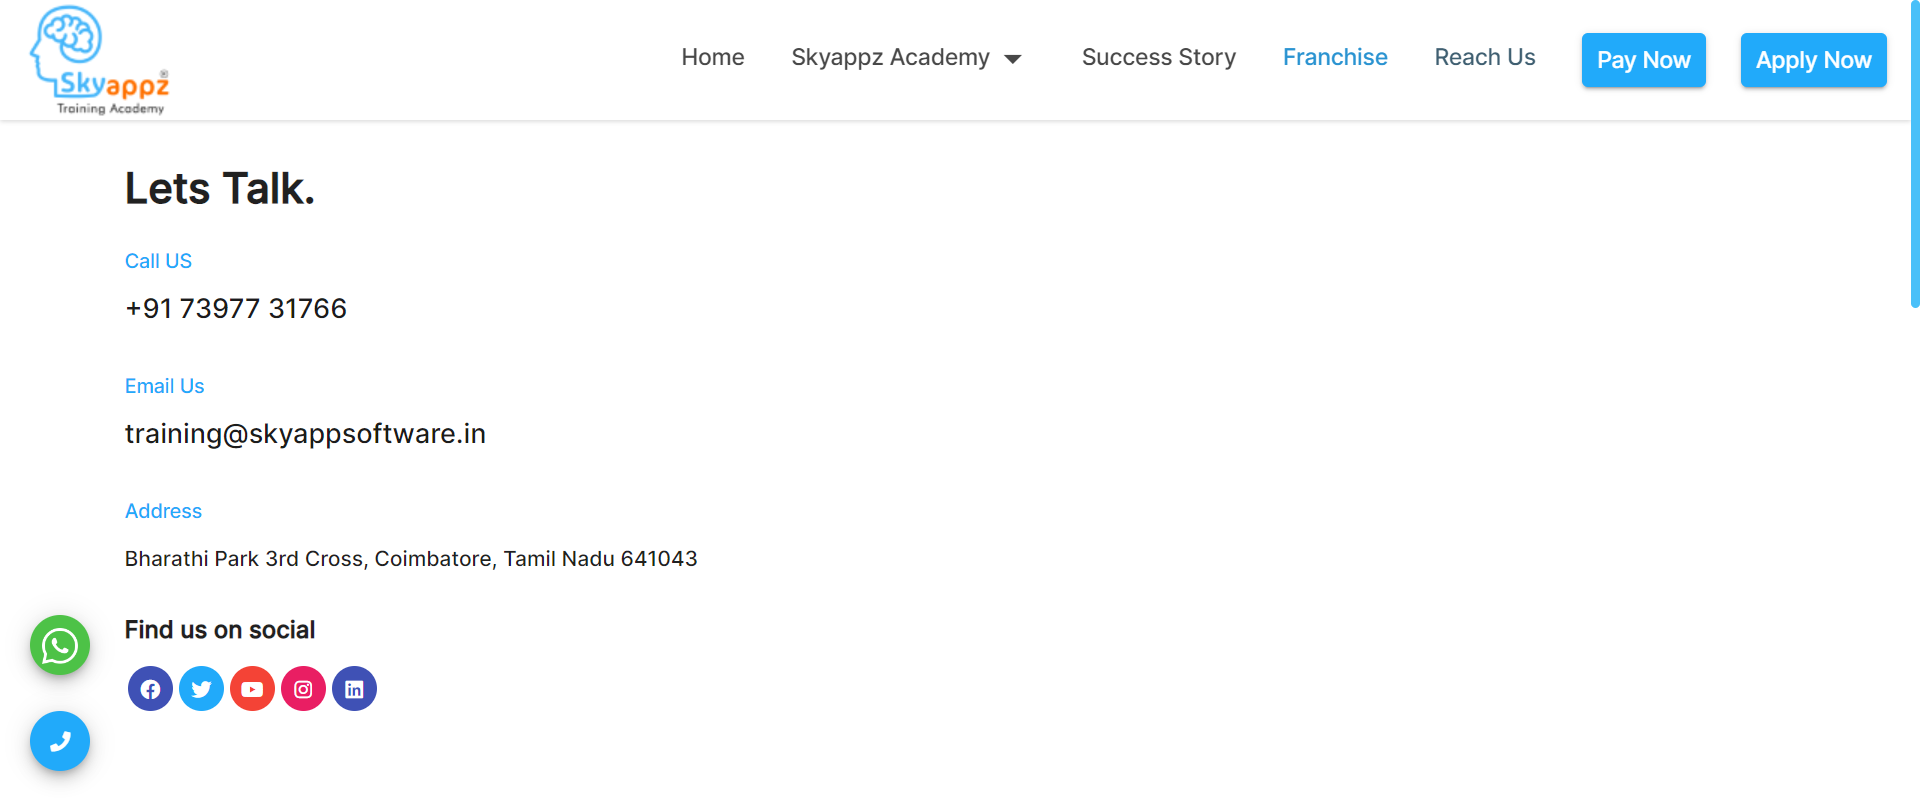 Skyappz®
Training Academy
Home Skyappz Academy Success Story Franchise Reach Us Pay Now Apply Now
Lets Talk.
Call US
+91 73977 31766
Email Us
training@skyappsoftware.in
Address
Bharathi Park 3rd Cross, Coimbatore, Tamil Nadu 641043
Find us on social